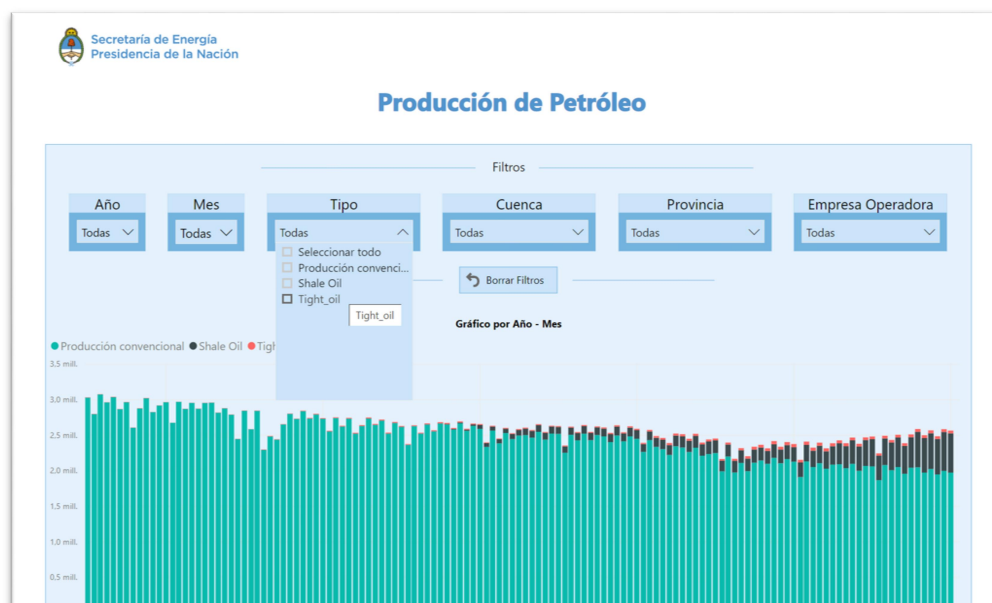 Secretaría de Energía
Presidencia de la Nación
Producción de Petróleo
Filtros
Año Mes Tipo Cuenca Provincia Empresa Operadora
Todas Todas Todas Todas Todas Todas
Seleccionar todo
Producción convenci...
Shale Oil
Tight_oil
Tight_oil
Borrar Filtros
Gráfico por Año - Mes
Producción convencional Shale Oil Tigh
3,5 mill.
3,0 mill.
2,5 mill.
2,0 mill.
1,5 mill.
1,0 mill.
0,5 mill.